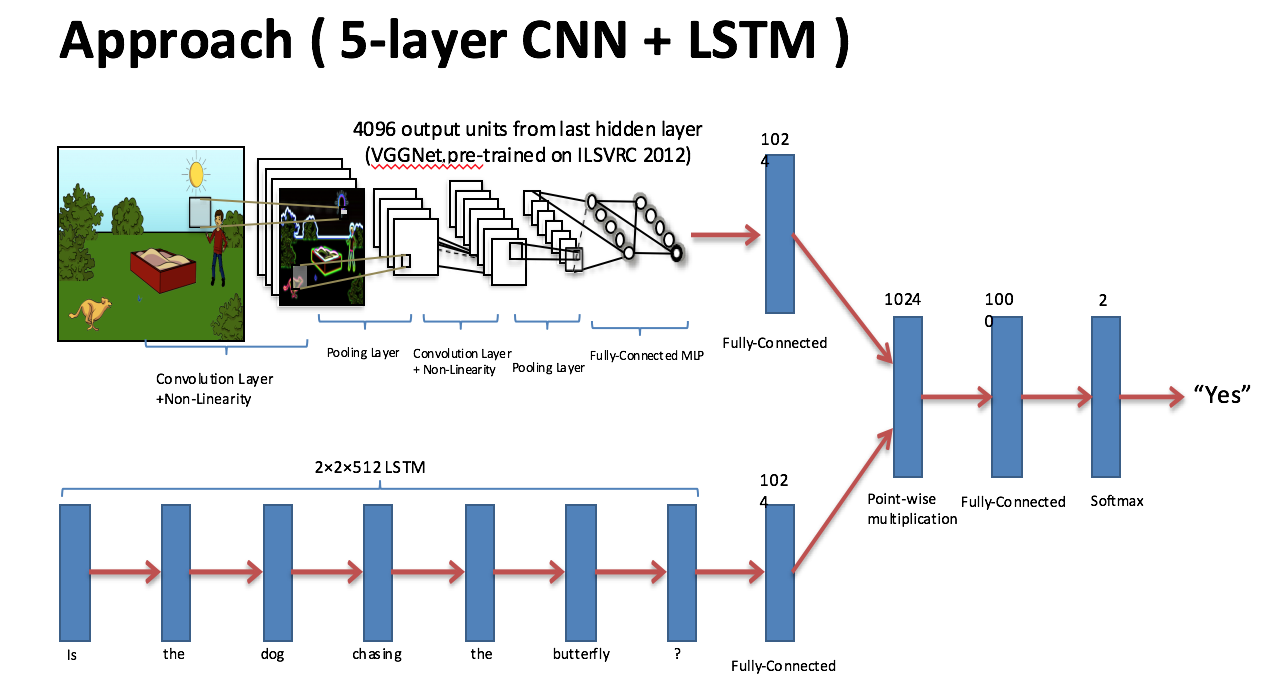 Approach ( 5-layer CNN + LSTM )
4096 output units from last hidden layer
(VGGNet,pre-trained on ILSVRC 2012)
1024
Fully-Connected
Convolution Layer
+Non-Linearity
Pooling Layer
Convolution Layer
+ Non-Linearity
Pooling Layer
Fully-Connected MLP
1024
Point-wise
multiplication
1000
Fully-Connected
2
Softmax
“Yes”
2×2×512 LSTM
Is the dog chasing the butterfly ?
1024
Fully-Connected